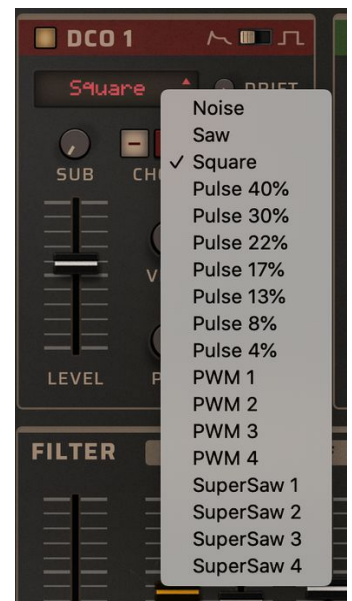 DCO 1
Square
DRIFT
SUB
CHO
LEVEL
FILTER
Noise
Saw
✓ Square
Pulse 40%
Pulse 30%
Pulse 22%
Pulse 17%
Pulse 13%
Pulse 8%
Pulse 4%
PWM 1
PWM 2
PWM 3
PWM 4
SuperSaw 1
SuperSaw 2
SuperSaw 3
SuperSaw 4